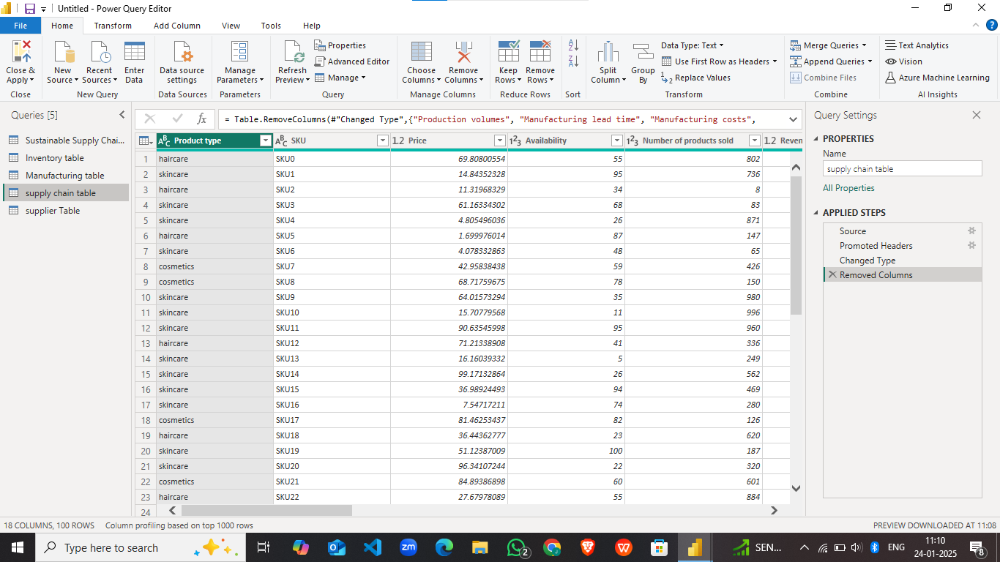 Untitled - Power Query Editor
File Home Transform Add Column View Tools Help
Close & Apply
Close
New Source
Recent Sources
Enter Data
New Query
Data source settings
Data Sources
Manage Parameters
Parameters
Refresh Preview
Properties
Advanced Editor
Manage
Query
Choose Columns
Remove Columns
Manage Columns
Keep Rows
Remove Rows
Reduce Rows
Sort
Split Column
Group By
Data Type: Text
Use First Row as Headers
Replace Values
Transform
Merge Queries
Append Queries
Combine Files
Combine
Text Analytics
Vision
Azure Machine Learning
AI Insights
Queries [5]
Sustainable Supply Chai...
Inventory table
Manufacturing table
supply chain table
supplier Table
fx = Table.RemoveColumns(#"Changed Type",{"Production volumes", "Manufacturing lead time", "Manufacturing costs",
Product type SKU 1.2 Price 123 Availability 123 Number of products sold 1.2 Reven
1 haircare SKU0 69.80800554 55 802
2 skincare SKU1 14.84352328 95 736
3 haircare SKU2 11.31968329 34 8
4 skincare SKU3 61.16334302 68 83
5 skincare SKU4 4.805496036 26 871
6 haircare SKU5 1.699976014 87 147
7 skincare SKU6 4.078332863 48 65
8 cosmetics SKU7 42.95838438 59 426
9 cosmetics SKU8 68.71759675 78 150
10 skincare SKU9 64.01573294 35 980
11 skincare SKU10 15.70779568 11 996
12 skincare SKU11 90.63545998 95 960
13 haircare SKU12 71.21338908 41 336
14 skincare SKU13 16.16039332 5 249
15 skincare SKU14 99.17132864 26 562
16 skincare SKU15 36.98924493 94 469
17 skincare SKU16 7.54717211 74 280
18 cosmetics SKU17 81.46253437 82 126
19 haircare SKU18 36.44362777 23 620
20 skincare SKU19 51.12387009 100 187
21 skincare SKU20 96.34107244 22 320
22 cosmetics SKU21 84.89386898 60 601
23 haircare SKU22 27.67978089 55 884
24
Query Settings
PROPERTIES
Name
supply chain table
All Properties
APPLIED STEPS
Source
Promoted Headers
Changed Type
Removed Columns
18 COLUMNS, 100 ROWS Column profiling based on top 1000 rows
PREVIEW DOWNLOADED AT 11:08
Type here to search
zm
2
W
SEN...
ENG
11:10
24-01-2025
8